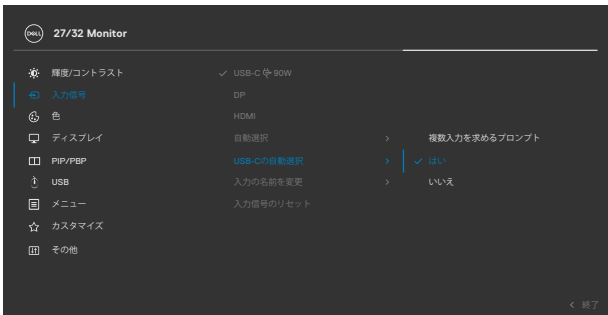 DELL 27/32 Monitor
輝度/コントラスト
✓ USB-C 90W
入力信号
DP
色
HDMI
ディスプレイ
自動選択 >
複数入力を求めるプロンプト
PIP/PBP
USB-Cの自動選択 >
✓ はい
USB
入力の名前を変更 >
いいえ
メニュー
入力信号のリセット
カスタマイズ
その他
< 終了